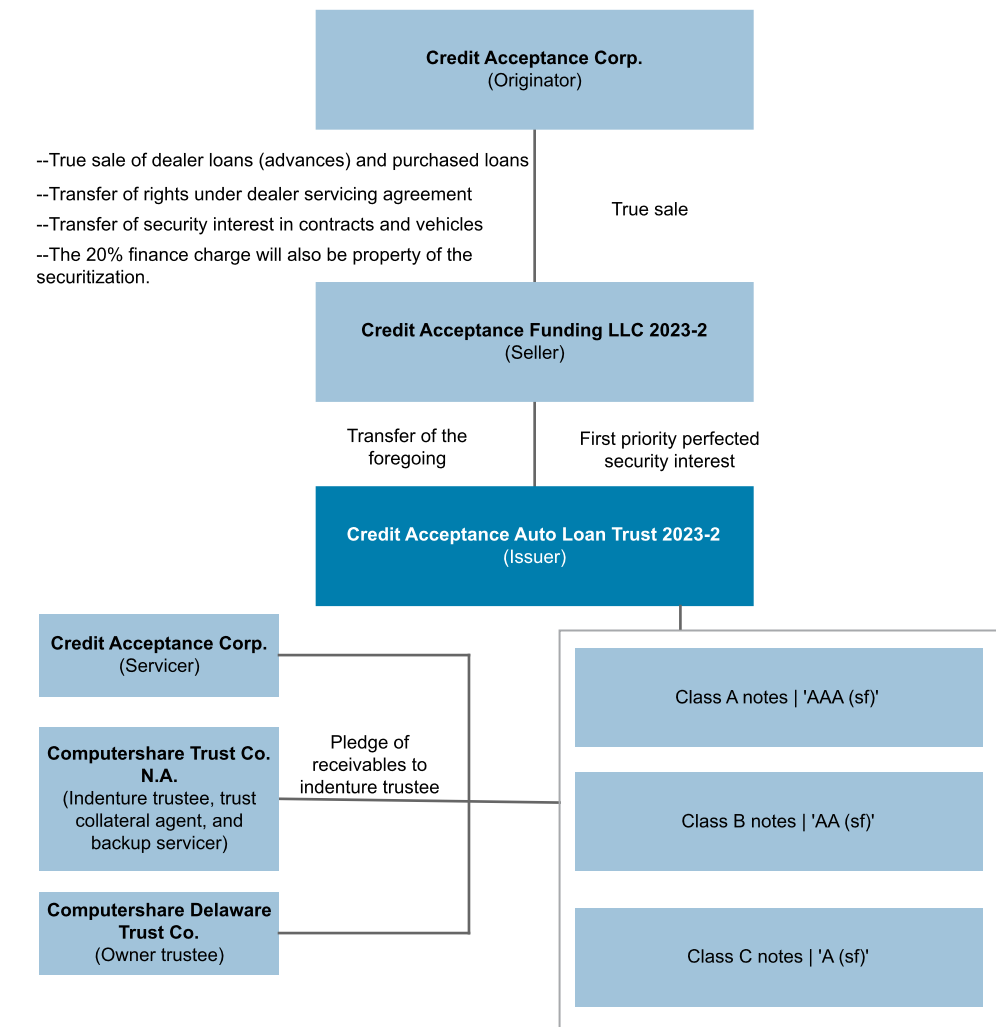 Credit Acceptance Corp.
(Originator)
--True sale of dealer loans (advances) and purchased loans
--Transfer of rights under dealer servicing agreement
--Transfer of security interest in contracts and vehicles
--The 20% finance charge will also be property of the
securitization.
True sale
Credit Acceptance Funding LLC 2023-2
(Seller)
Transfer of the
foregoing
First priority perfected
security interest
Credit Acceptance Auto Loan Trust 2023-2
(Issuer)
Credit Acceptance Corp.
(Servicer)
Computershare Trust Co.
N.A.
(Indenture trustee, trust
collateral agent, and
backup servicer)
Computershare Delaware
Trust Co.
(Owner trustee)
Pledge of
receivables to
indenture trustee
Class A notes | 'AAA (sf)'
Class B notes | 'AA (sf)'
Class C notes | 'A (sf)'